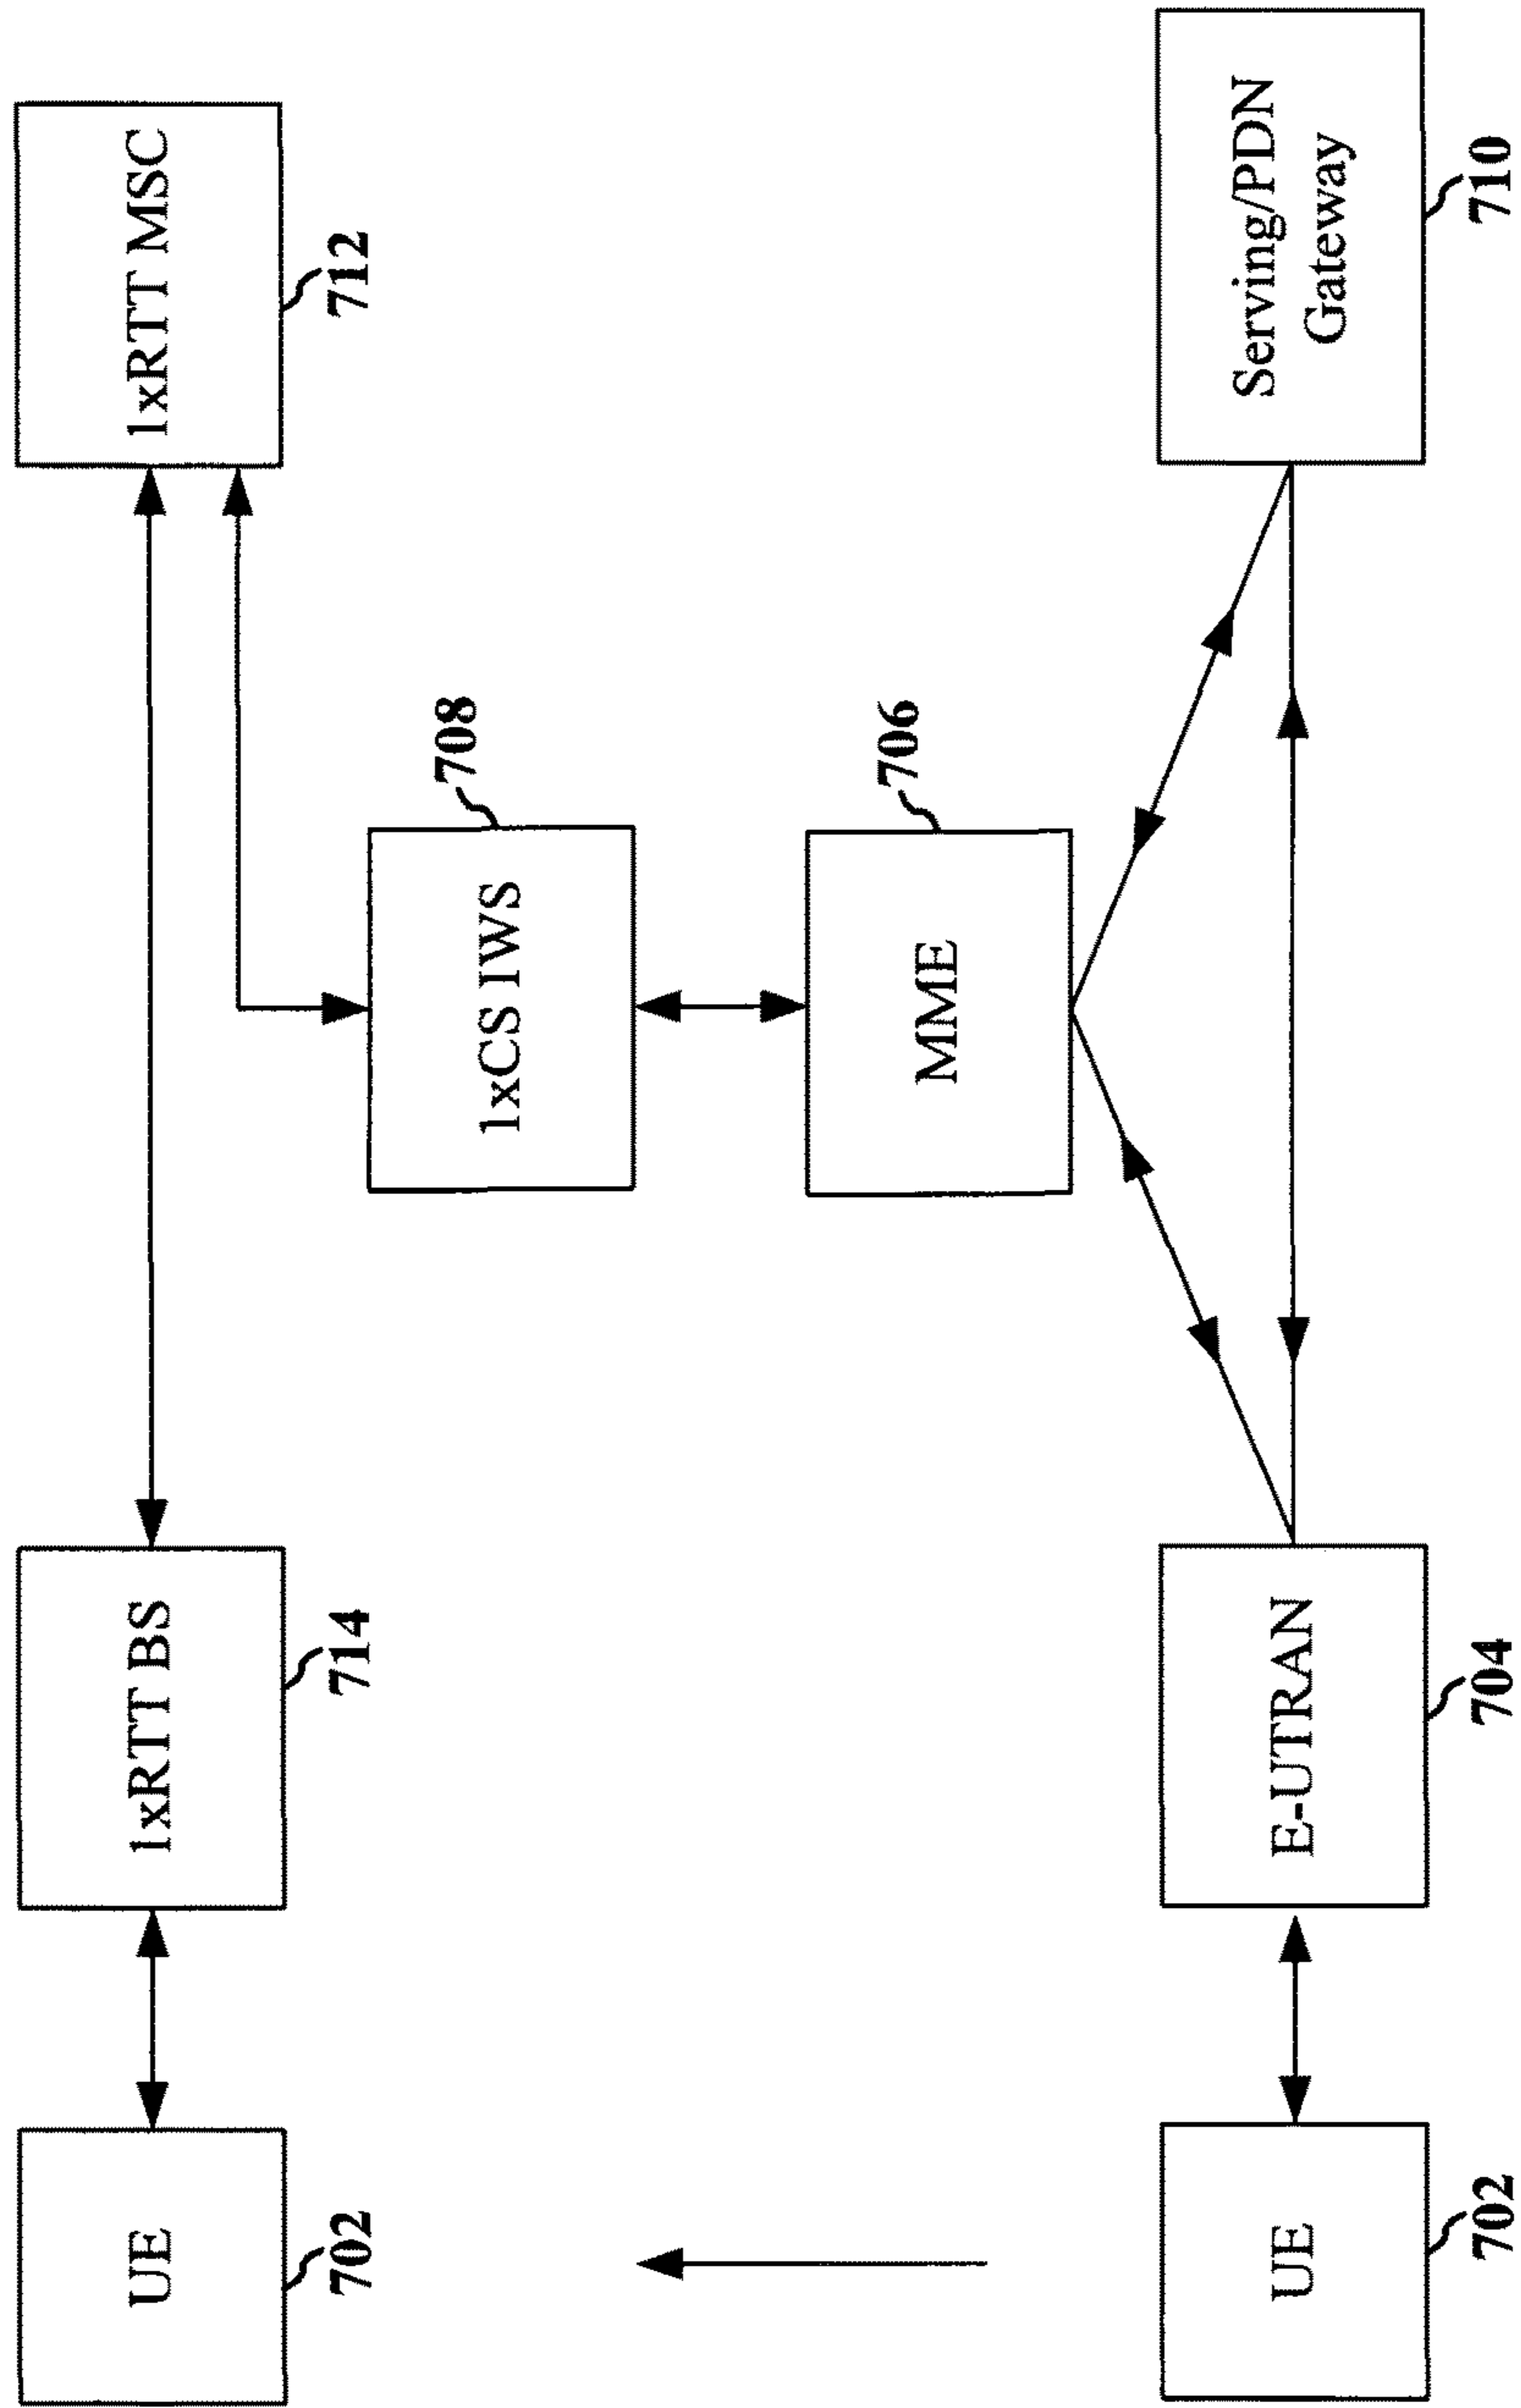 UE
702
1xRTT BS
714
1xRTT MSC
712
1xCS IWS
708
MME
706
UE
702
E-UTRAN
704
Serving/PDN
Gateway
710